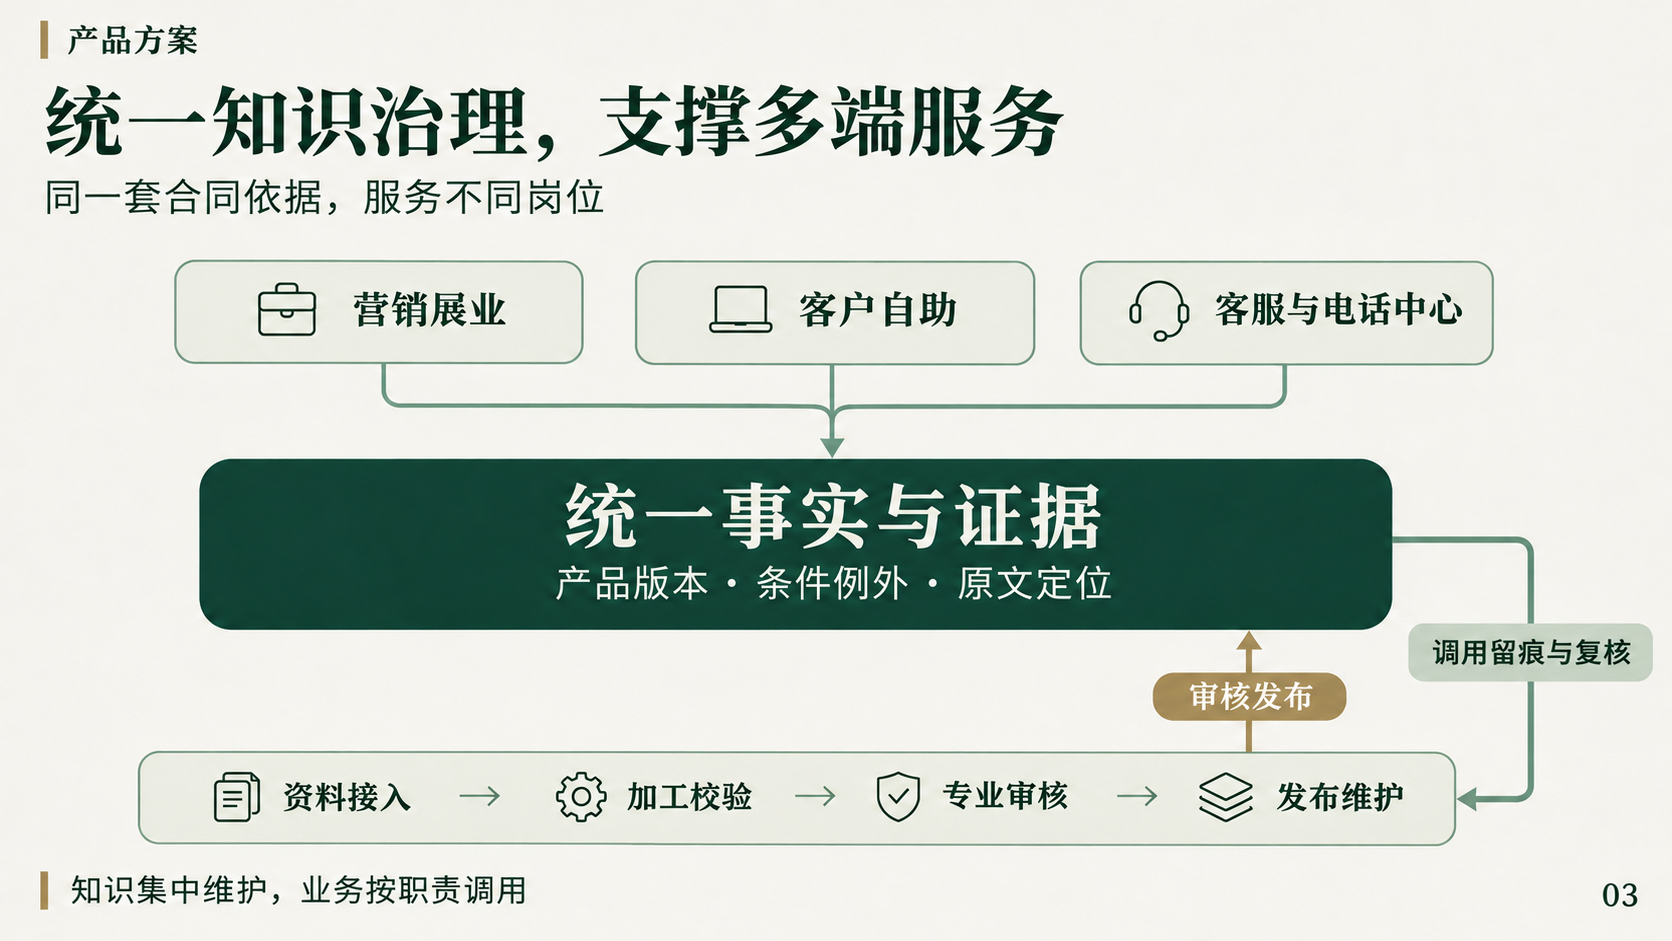 产品方案
统一知识治理，支撑多端服务
同一套合同依据，服务不同岗位
营销展业
客户自助
客服与电话中心
统一事实与证据
产品版本·条件例外·原文定位
调用留痕与复核
审核发布
资料接入
加工校验
专业审核
发布维护
知识集中维护，业务按职责调用
03